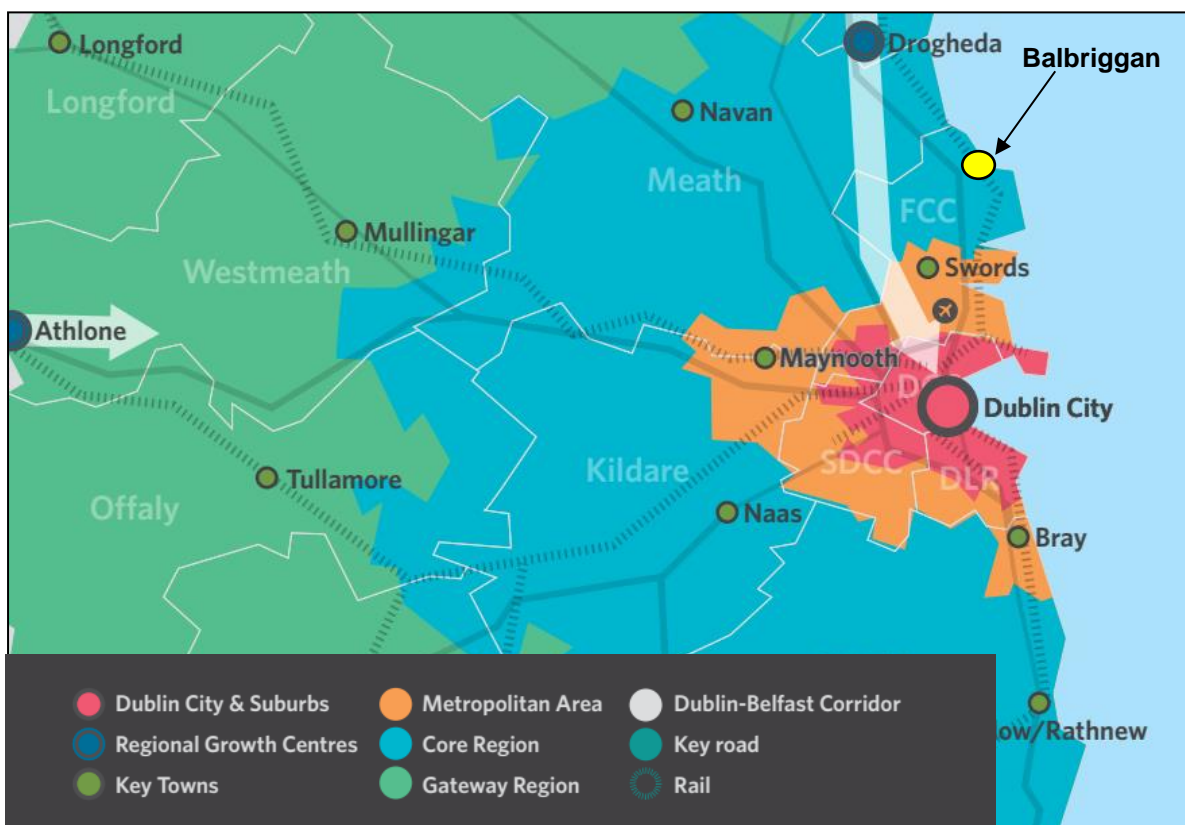 Longford
Drogheda
Balbriggan
Longford
Navan
Meath
FCC
Mullingar
Westmeath
Swords
Athlone
Maynooth
Dublin City
Kildare
SDCC
DLR
Tullamore
Offaly
Naas
Bray
Dublin City & Suburbs
Metropolitan Area
Dublin-Belfast Corridor
Regional Growth Centres
Core Region
Key road
low/Rathnew
Key Towns
Gateway Region
Rail